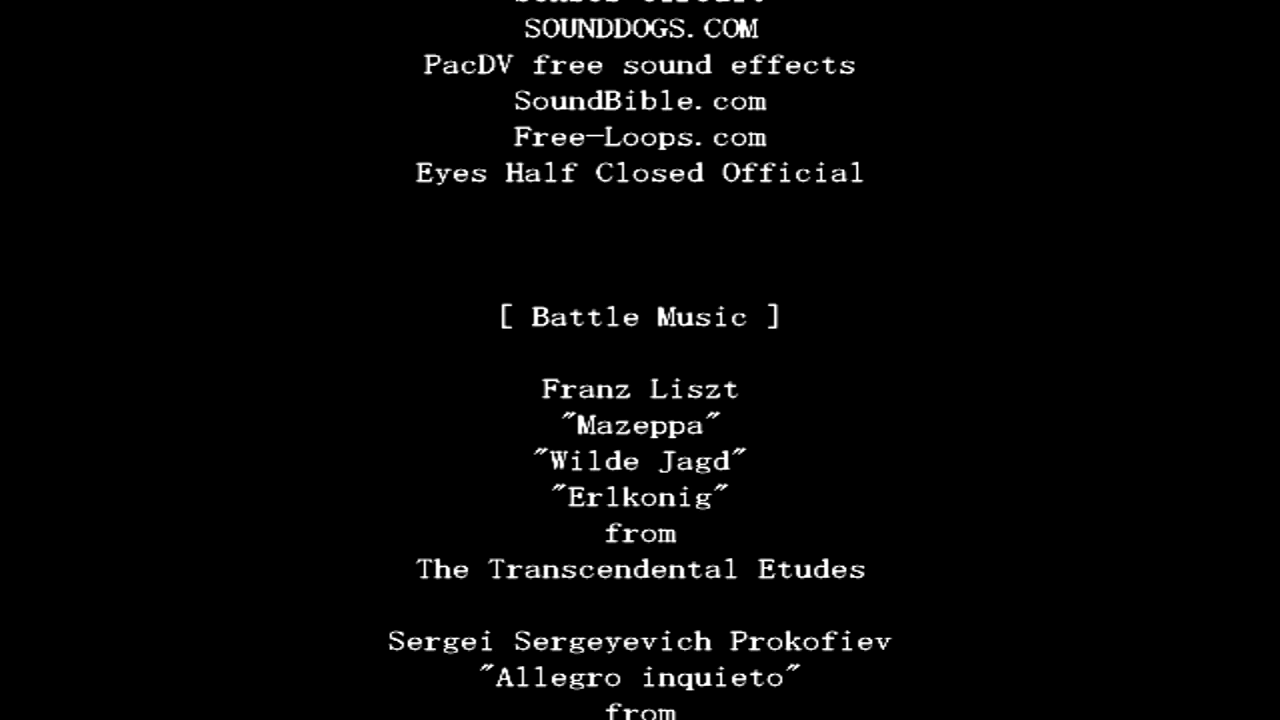 SOUNDDOGS.COM
PacDV free sound effects
SoundBible.com
Free-Loops.com
Eyes Half Closed Official
[ Battle Music ]
Franz Liszt
"Mazeppa"
"Wilde Jagd"
"Erlkonig"
from
The Transcendental Etudes
Sergei Sergeyevich Prokofiev
"Allegro inquieto"
from